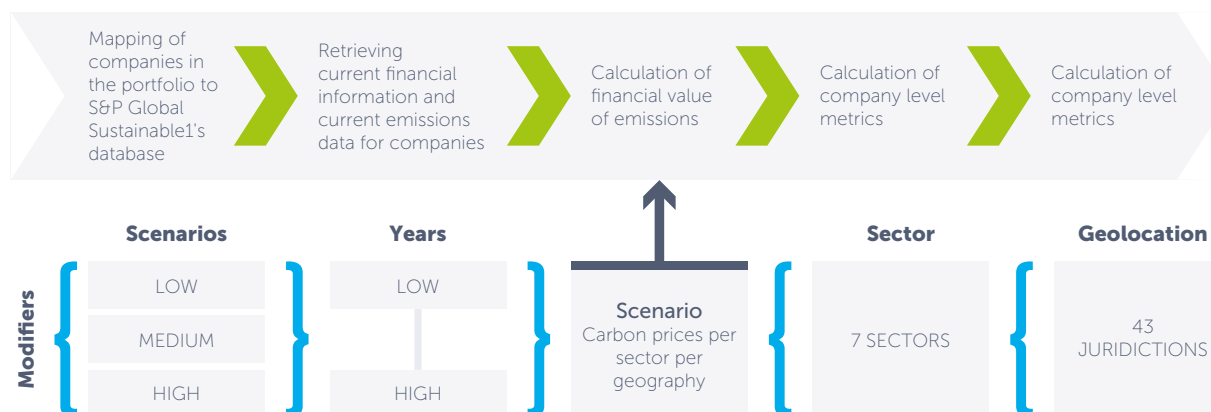 Mapping of
companies in
the portfolio to
S&P Global
Sustainable1's
database
Retrieving
current financial
information and
current emissions
data for companies
Calculation of
financial value
of emissions
Calculation of
company level
metrics
Calculation of
company level
metrics
Modifiers
Scenarios
LOW
MEDIUM
HIGH
Years
LOW
HIGH
Scenario
Carbon prices per
sector per
geography
Sector
7 SECTORS
Geolocation
43
JURIDICTIONS